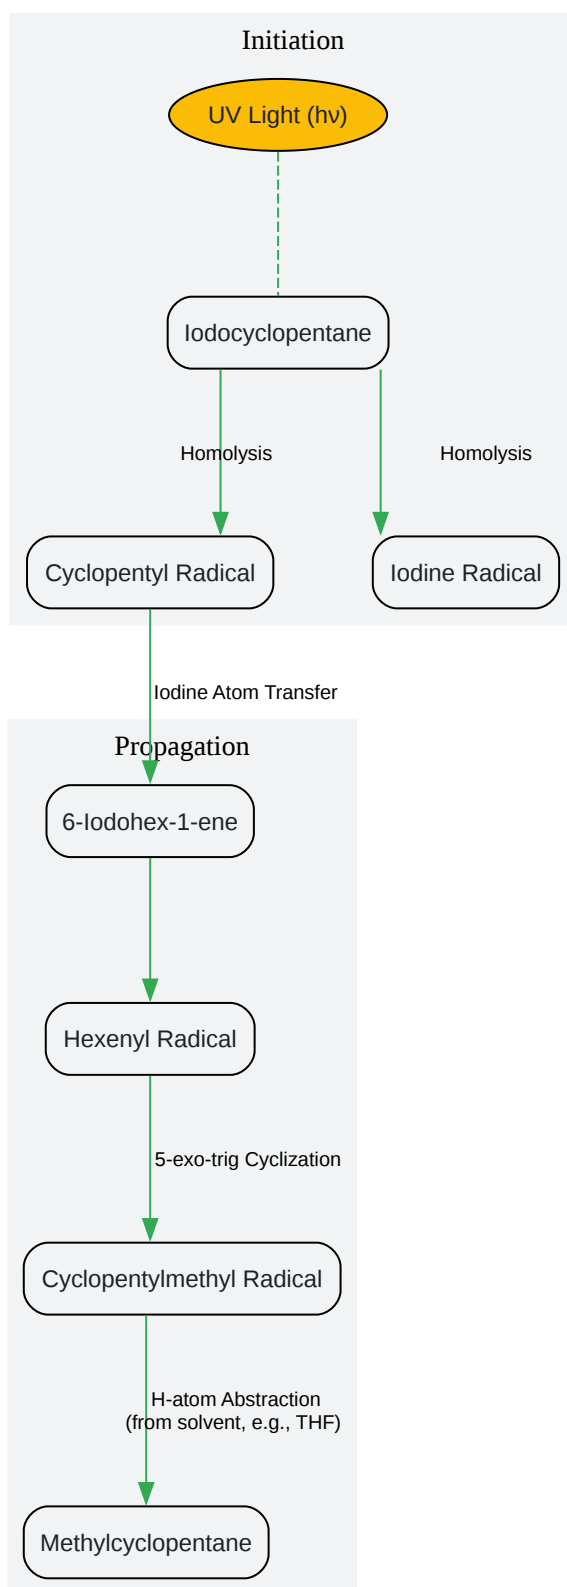 Initiation
UV Light (hν)
Iodocyclopentane
Homolysis
Homolysis
Cyclopentyl Radical
Iodine Radical
Iodine Atom Transfer
Propagation
6-Iodohex-1-ene
Hexenyl Radical
5-exo-trig Cyclization
Cyclopentylmethyl Radical
H-atom Abstraction
(from solvent, e.g., THF)
Methylcyclopentane